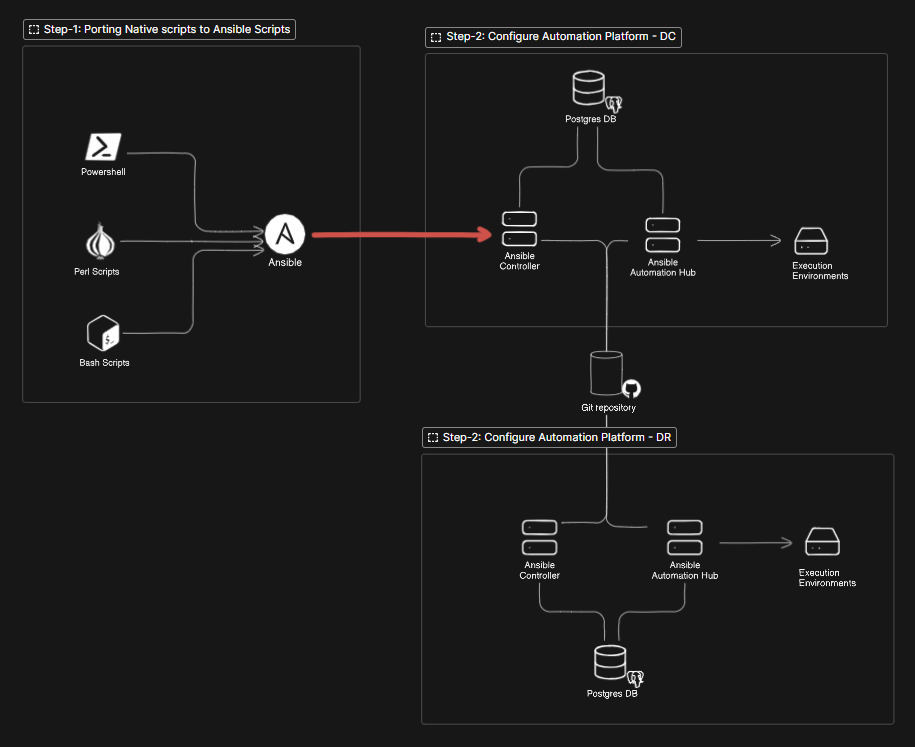 Step-1: Porting Native scripts to Ansible Scripts
Powershell
Perl Scripts
Bash Scripts
Ansible
Step-2: Configure Automation Platform - DC
Postgres DB
Ansible
Controller
Ansible
Automation Hub
Execution
Environments
Git repository
Step-2: Configure Automation Platform - DR
Ansible
Controller
Ansible
Automation Hub
Execution
Environments
Postgres DB